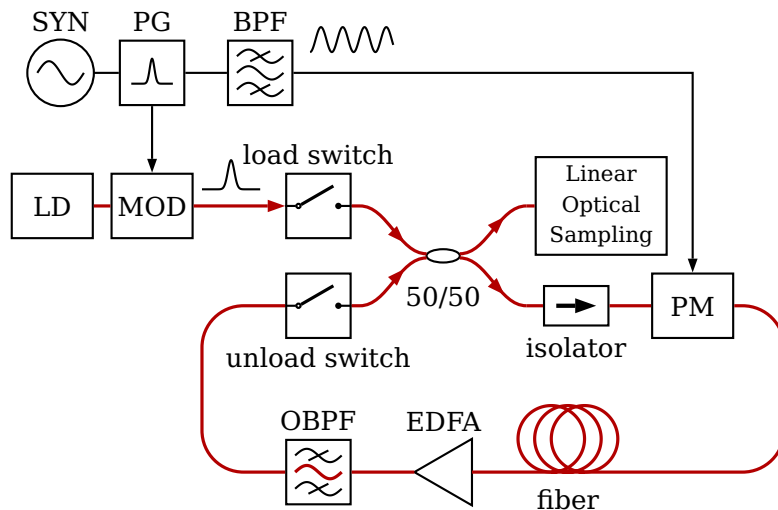 SYN
PG
BPF
load switch
LD
MOD
Linear
Optical
Sampling
50/50
unload switch
isolator
PM
OBPF
EDFA
fiber